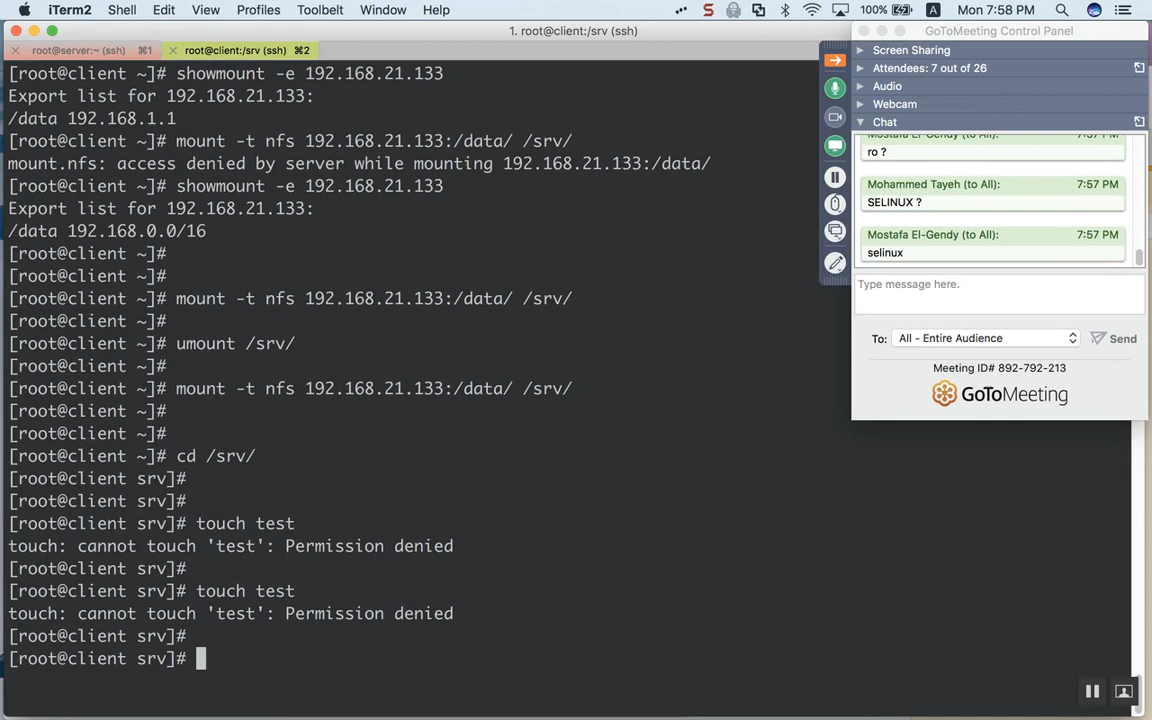 iTerm2 Shell Edit View Profiles Toolbelt Window Help 100% A Mon 7:58 PM
1. root@client:/srv (ssh)
root@server:~ (ssh) ⌘1
root@client:/srv (ssh) ⌘2
[root@client ~]# showmount -e 192.168.21.133
Export list for 192.168.21.133:
/data 192.168.1.1
[root@client ~]# mount -t nfs 192.168.21.133:/data/ /srv/
mount.nfs: access denied by server while mounting 192.168.21.133:/data/
[root@client ~]# showmount -e 192.168.21.133
Export list for 192.168.21.133:
/data 192.168.0.0/16
[root@client ~]#
[root@client ~]#
[root@client ~]# mount -t nfs 192.168.21.133:/data/ /srv/
[root@client ~]#
[root@client ~]# umount /srv/
[root@client ~]#
[root@client ~]# mount -t nfs 192.168.21.133:/data/ /srv/
[root@client ~]#
[root@client ~]#
[root@client ~]# cd /srv/
[root@client srv]#
[root@client srv]#
[root@client srv]# touch test
touch: cannot touch 'test': Permission denied
[root@client srv]#
[root@client srv]# touch test
touch: cannot touch 'test': Permission denied
[root@client srv]#
[root@client srv]#
GoToMeeting Control Panel
Screen Sharing
Attendees: 7 out of 26
Audio
Webcam
Chat
Mostafa El-Gendy (to All): 7:57 PM
ro ?
Mohammed Tayeh (to All): 7:57 PM
SELINUX ?
Mostafa El-Gendy (to All): 7:57 PM
selinux
Type message here.
To: All - Entire Audience Send
Meeting ID# 892-792-213
GoToMeeting